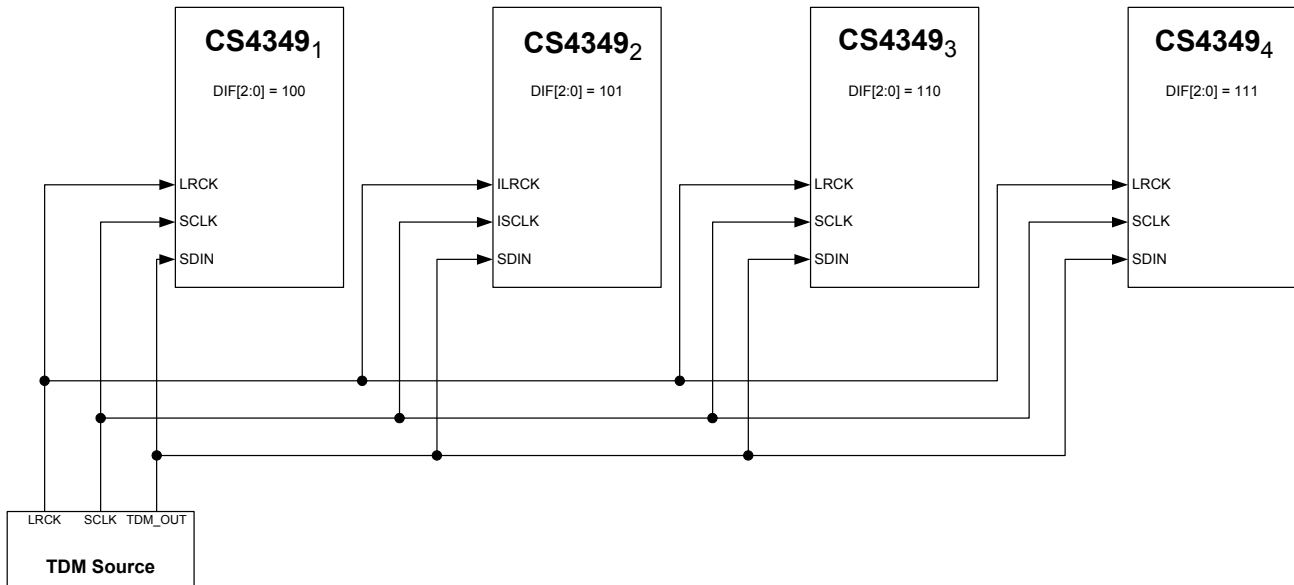 CS4349₁
DIF[2:0] = 100
LRCK
SCLK
SDIN
CS4349₂
DIF[2:0] = 101
ILRCK
ISCLK
SDIN
CS4349₃
DIF[2:0] = 110
LRCK
SCLK
SDIN
CS4349₄
DIF[2:0] = 111
LRCK
SCLK
SDIN
LRCK SCLK TDM_OUT
TDM Source